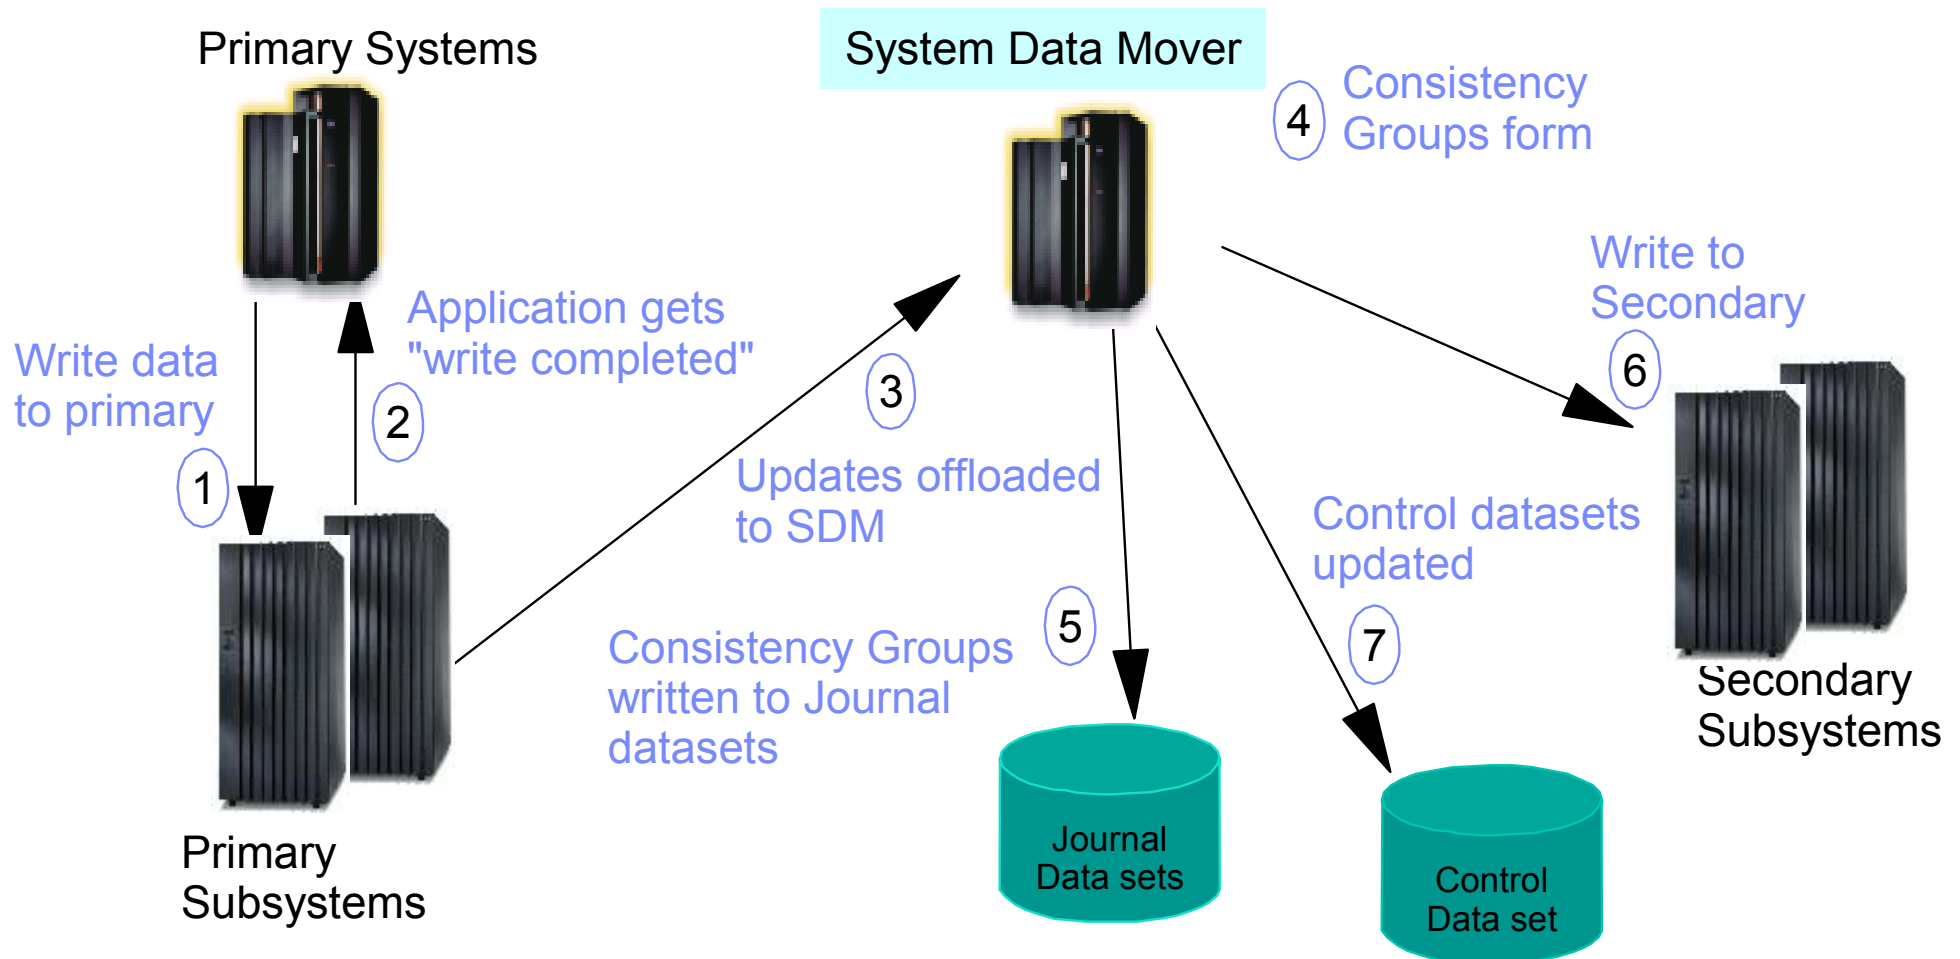 Primary Systems
System Data Mover
4
Consistency
Groups form
Write to
Secondary
6
Application gets
"write completed"
2
Write data
to primary
1
3
Updates offloaded
to SDM
Control datasets
updated
7
5
Consistency Groups
written to Journal
datasets
Secondary
Subsystems
Journal
Data sets
Control
Data set
Primary
Subsystems